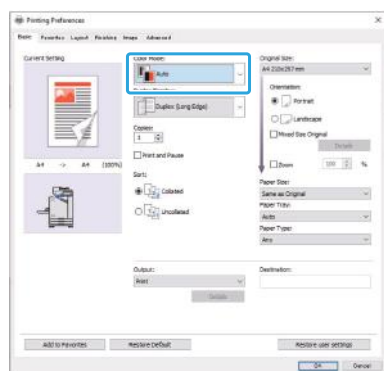 Printing Preferences
Basic Favorites Layout Finishing Image Advanced
Current Setting
A4 -> A4 (100%)
Add to Favorites
Color Mode:
Auto
Duplex (Long Edge)
Copies:
1
Print and Pause
Sort:
Collated
Uncollated
Output:
Print
Details
Restore Default
Original Size:
A4 210x297 mm
Orientation:
Portrait
Landscape
Mixed Size Original
Details
Zoom 100 %
Paper Size:
Same as Original
Paper Tray:
Auto
Paper Type:
Any
Destination:
Restore user settings
OK Cancel